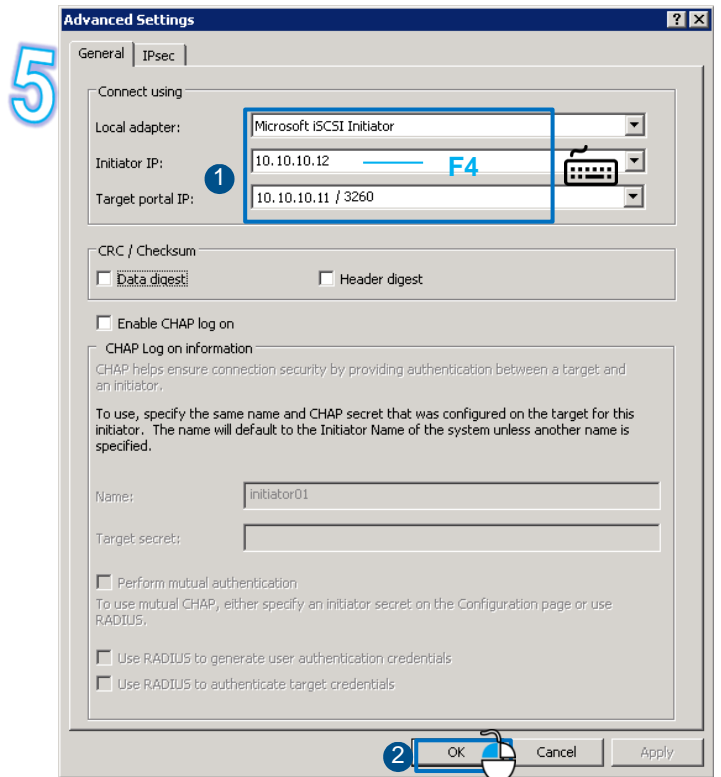 Advanced Settings
5
General IPsec
Connect using
Local adapter: Microsoft iSCSI Initiator
Initiator IP: 10.10.10.12 F4
1
Target portal IP: 10.10.10.11 / 3260
CRC / Checksum
Data digest Header digest
Enable CHAP log on
CHAP Log on information
CHAP helps ensure connection security by providing authentication between a target and
an initiator.
To use, specify the same name and CHAP secret that was configured on the target for this
initiator. The name will default to the Initiator Name of the system unless another name is
specified.
Name: initiator01
Target secret:
Perform mutual authentication
To use mutual CHAP, either specify an initiator secret on the Configuration page or use
RADIUS.
Use RADIUS to generate user authentication credentials
Use RADIUS to authenticate target credentials
2 OK Cancel Apply